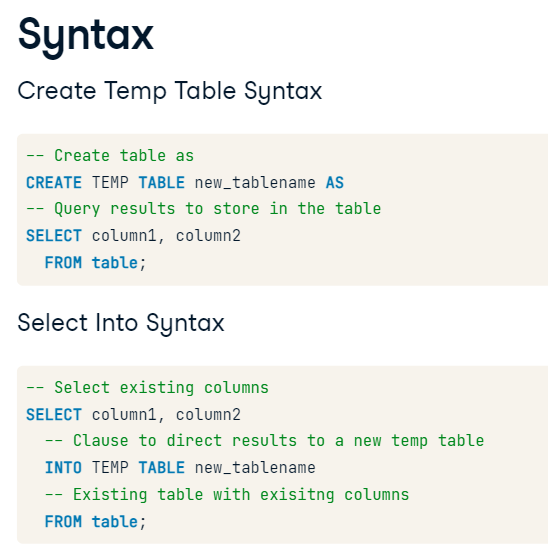 Syntax
Create Temp Table Syntax
-- Create table as
CREATE TEMP TABLE new_tablename AS
-- Query results to store in the table
SELECT column1, column2
  FROM table;
Select Into Syntax
-- Select existing columns
SELECT column1, column2
  -- Clause to direct results to a new temp table
  INTO TEMP TABLE new_tablename
  -- Existing table with exisitng columns
  FROM table;